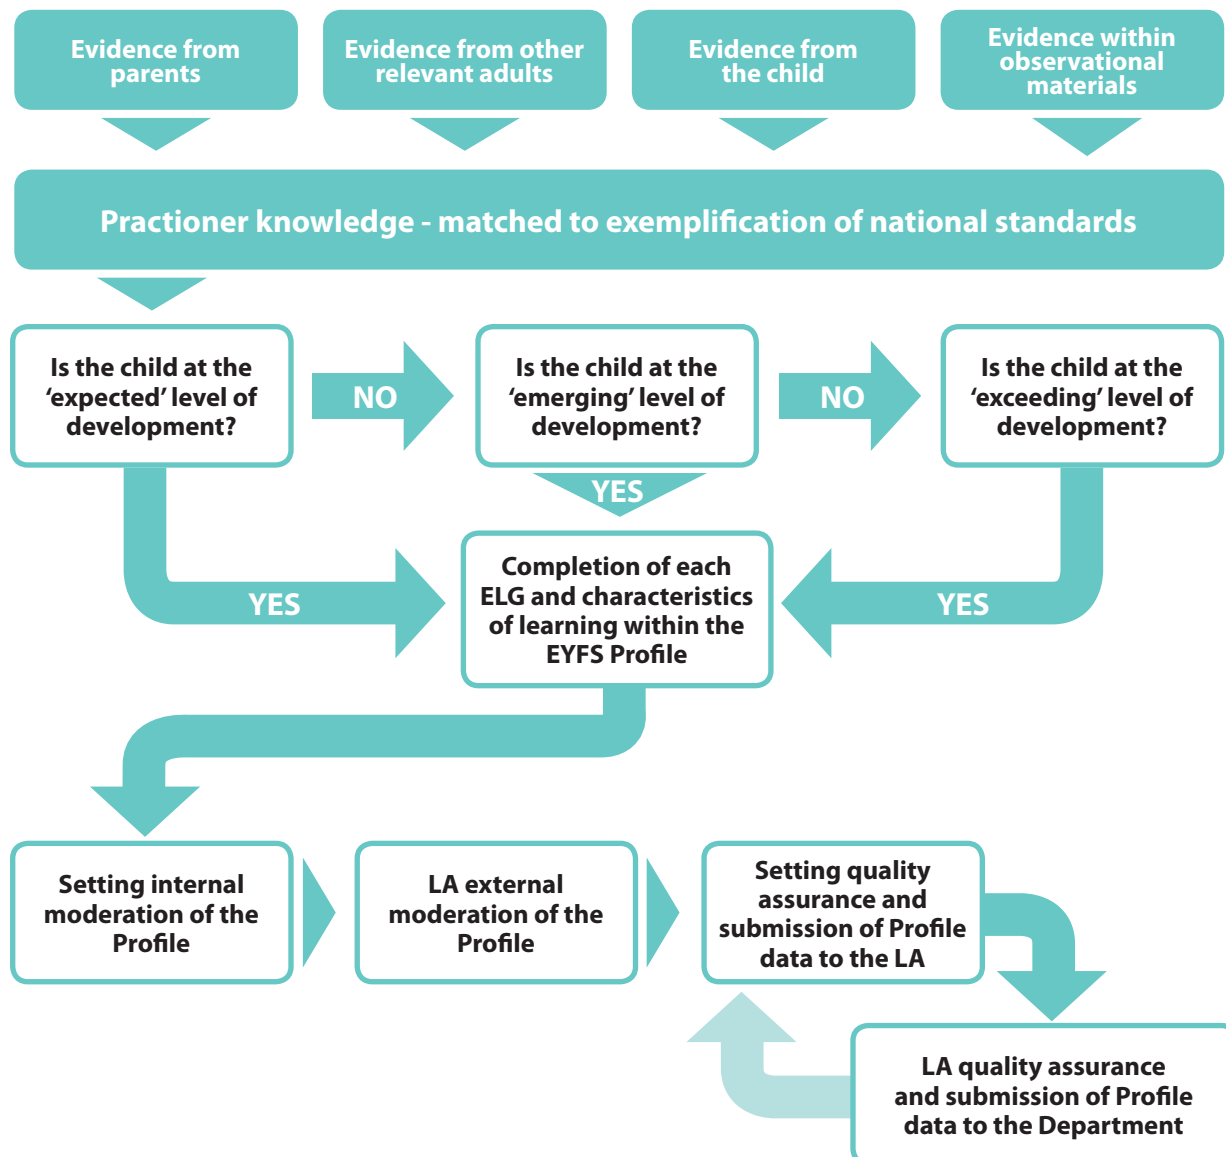 Evidence from
parents
Evidence from other
relevant adults
Evidence from
the child
Evidence within
observational
materials
Practioner knowledge - matched to exemplification of national standards
Is the child at the
‘expected’ level of
development?
NO
Is the child at the
‘emerging’ level of
development?
NO
Is the child at the
‘exceeding’ level of
development?
YES
YES
YES
Completion of each
ELG and characteristics
of learning within the
EYFS Profile
Setting internal
moderation of the
Profile
LA external
moderation of the
Profile
Setting quality
assurance and
submission of Profile
data to the LA
LA quality assurance
and submission of Profile
data to the Department